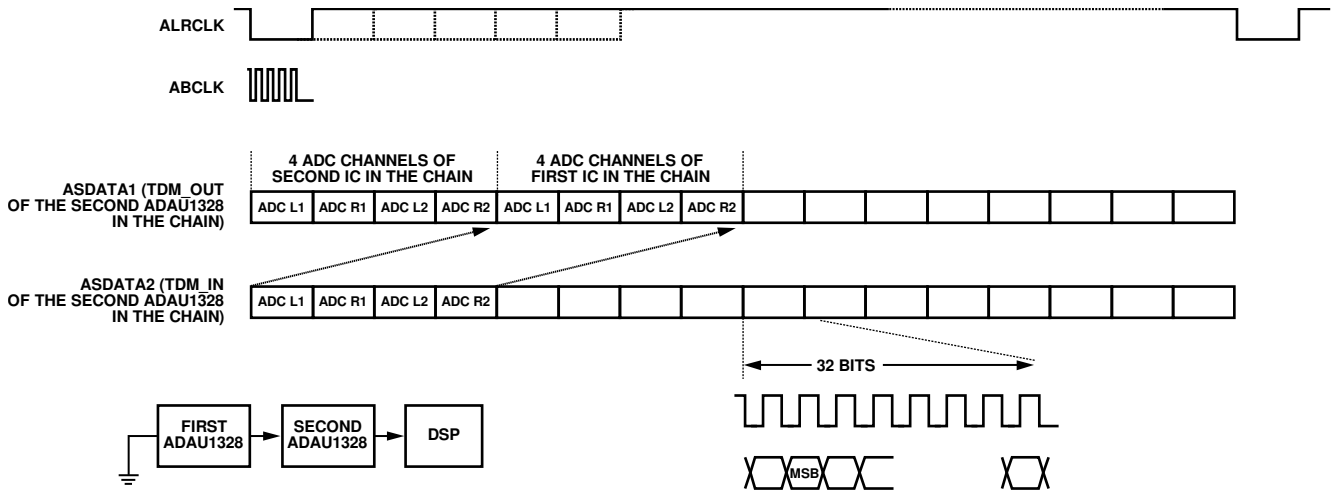 ALRCLK
ABCLK
4 ADC CHANNELS OF
SECOND IC IN THE CHAIN
4 ADC CHANNELS OF
FIRST IC IN THE CHAIN
ASDATA1 (TDM_OUT
OF THE SECOND ADAU1328
IN THE CHAIN)
ADC L1 ADC R1 ADC L2 ADC R2 ADC L1 ADC R1 ADC L2 ADC R2
ASDATA2 (TDM_IN
OF THE SECOND ADAU1328
IN THE CHAIN)
ADC L1 ADC R1 ADC L2 ADC R2
32 BITS
FIRST
ADAU1328
SECOND
ADAU1328
DSP
MSB